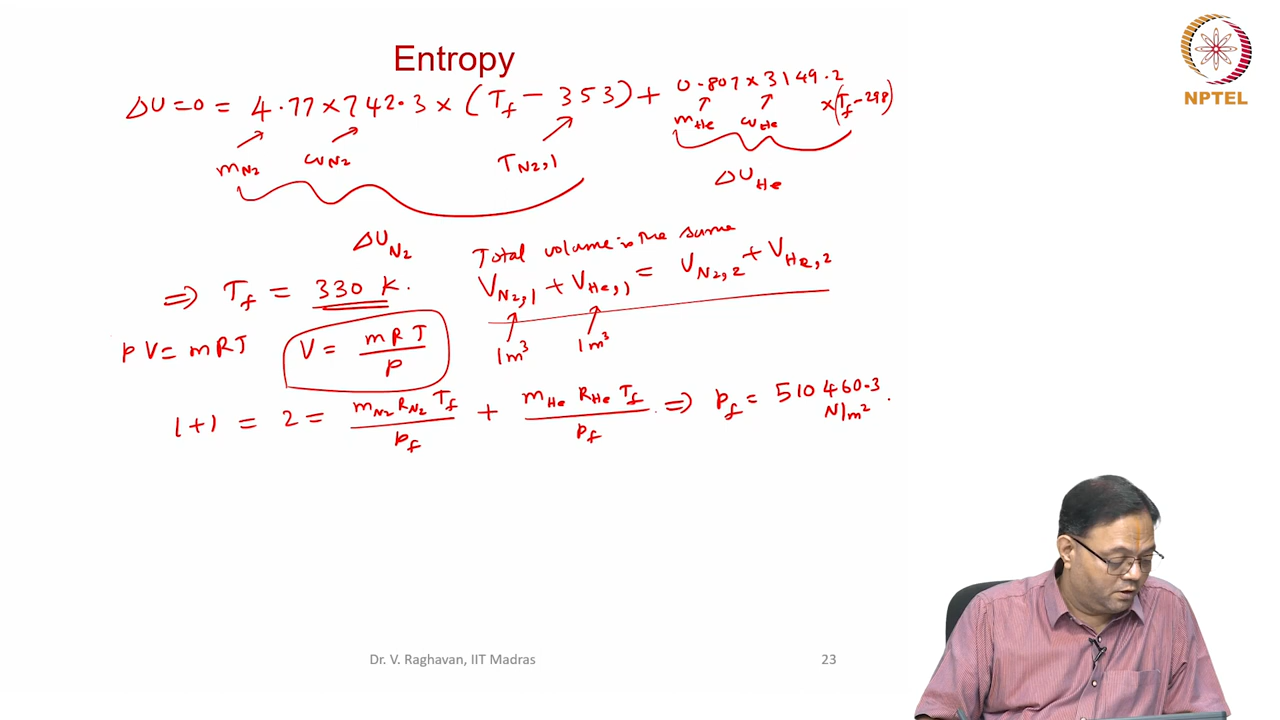 Entropy
NPTEL
ΔU = 0 = 4.77 × 742.3 × (Tf − 353) + 0.807 × 3149.2 × (Tf − 298)
mN2 cvN2 TN2,1 mHe cvHe
ΔUN2 ΔUHe
Total volume is the same
VN2,1 + VHe,1 = VN2,2 + VHe,2
1m³ 1m³
⇒ Tf = 330 K.
PV = mRT V = mRT/P
1+1 = 2 = mN2 RN2 Tf / Pf + mHe RHe Tf / Pf ⇒ Pf = 510 460.3 N/m².
Dr. V. Raghavan, IIT Madras 23